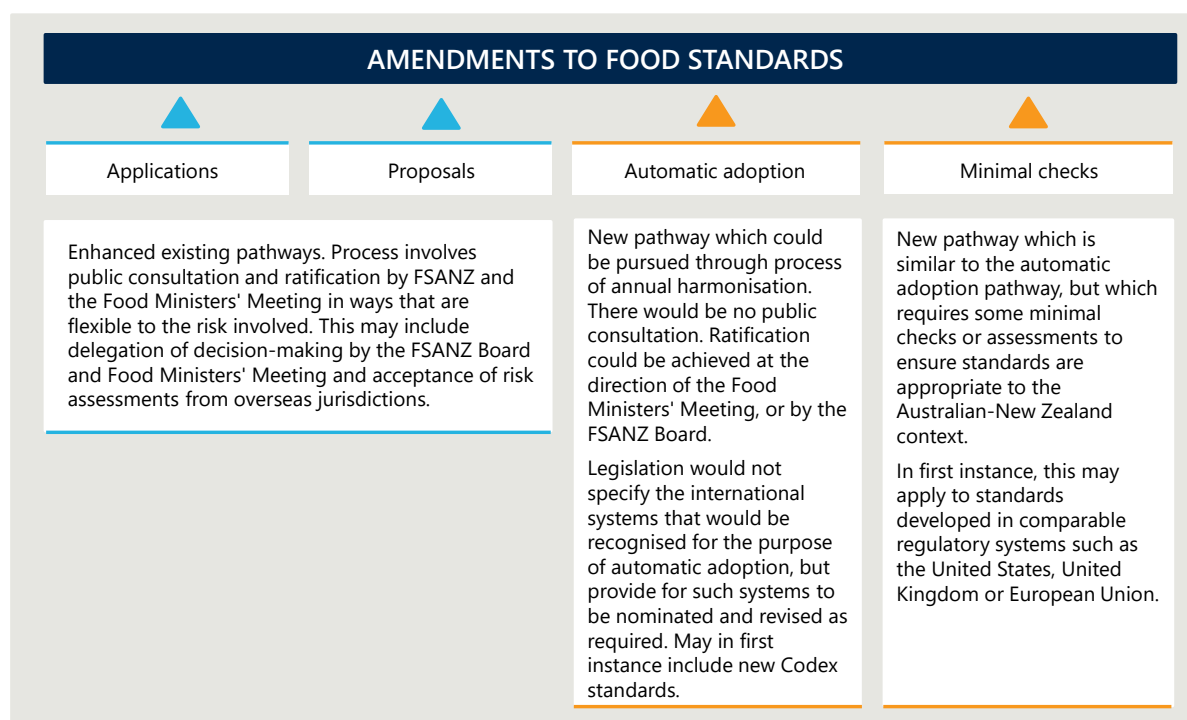 AMENDMENTS TO FOOD STANDARDS
Applications
Proposals
Automatic adoption
Minimal checks
Enhanced existing pathways. Process involves
public consultation and ratification by FSANZ and
the Food Ministers' Meeting in ways that are
flexible to the risk involved. This may include
delegation of decision-making by the FSANZ Board
and Food Ministers' Meeting and acceptance of risk
assessments from overseas jurisdictions.
New pathway which could
be pursued through process
of annual harmonisation.
There would be no public
consultation. Ratification
could be achieved at the
direction of the Food
Ministers' Meeting, or by the
FSANZ Board.
Legislation would not
specify the international
systems that would be
recognised for the purpose
of automatic adoption, but
provide for such systems to
be nominated and revised as
required. May in first
instance include new Codex
standards.
New pathway which is
similar to the automatic
adoption pathway, but which
requires some minimal
checks or assessments to
ensure standards are
appropriate to the
Australian-New Zealand
context.
In first instance, this may
apply to standards
developed in comparable
regulatory systems such as
the United States, United
Kingdom or European Union.